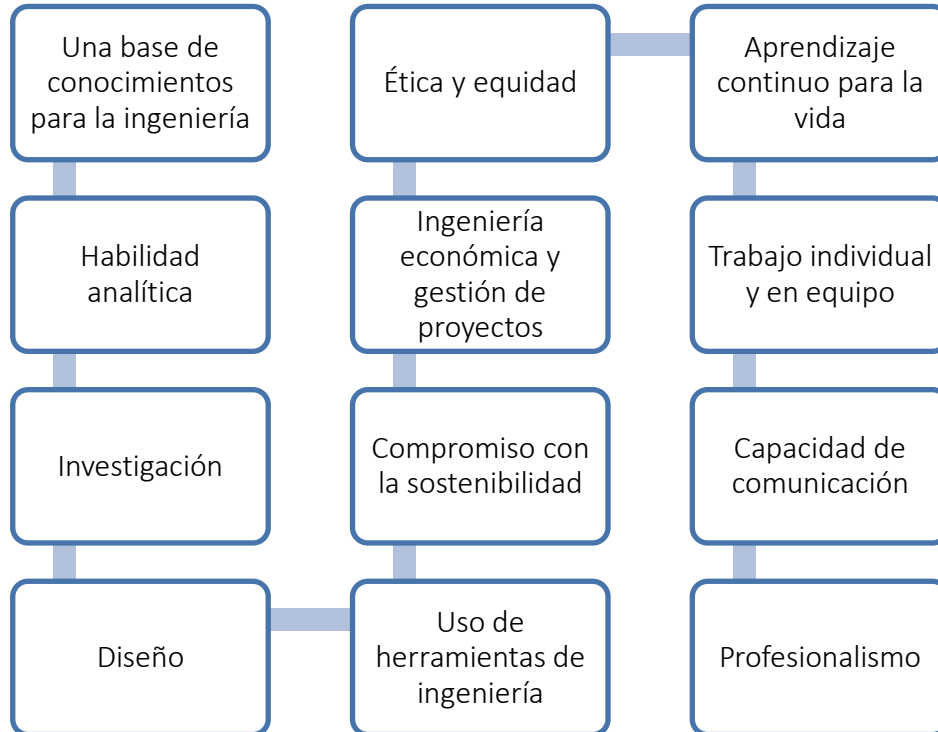 Una base de
conocimientos
para la ingeniería
Habilidad
analítica
Investigación
Diseño
Uso de
herramientas de
ingeniería
Compromiso con
la sostenibilidad
Ingeniería
económica y
gestión de
proyectos
Ética y equidad
Aprendizaje
continuo para la
vida
Trabajo individual
y en equipo
Capacidad de
comunicación
Profesionalismo